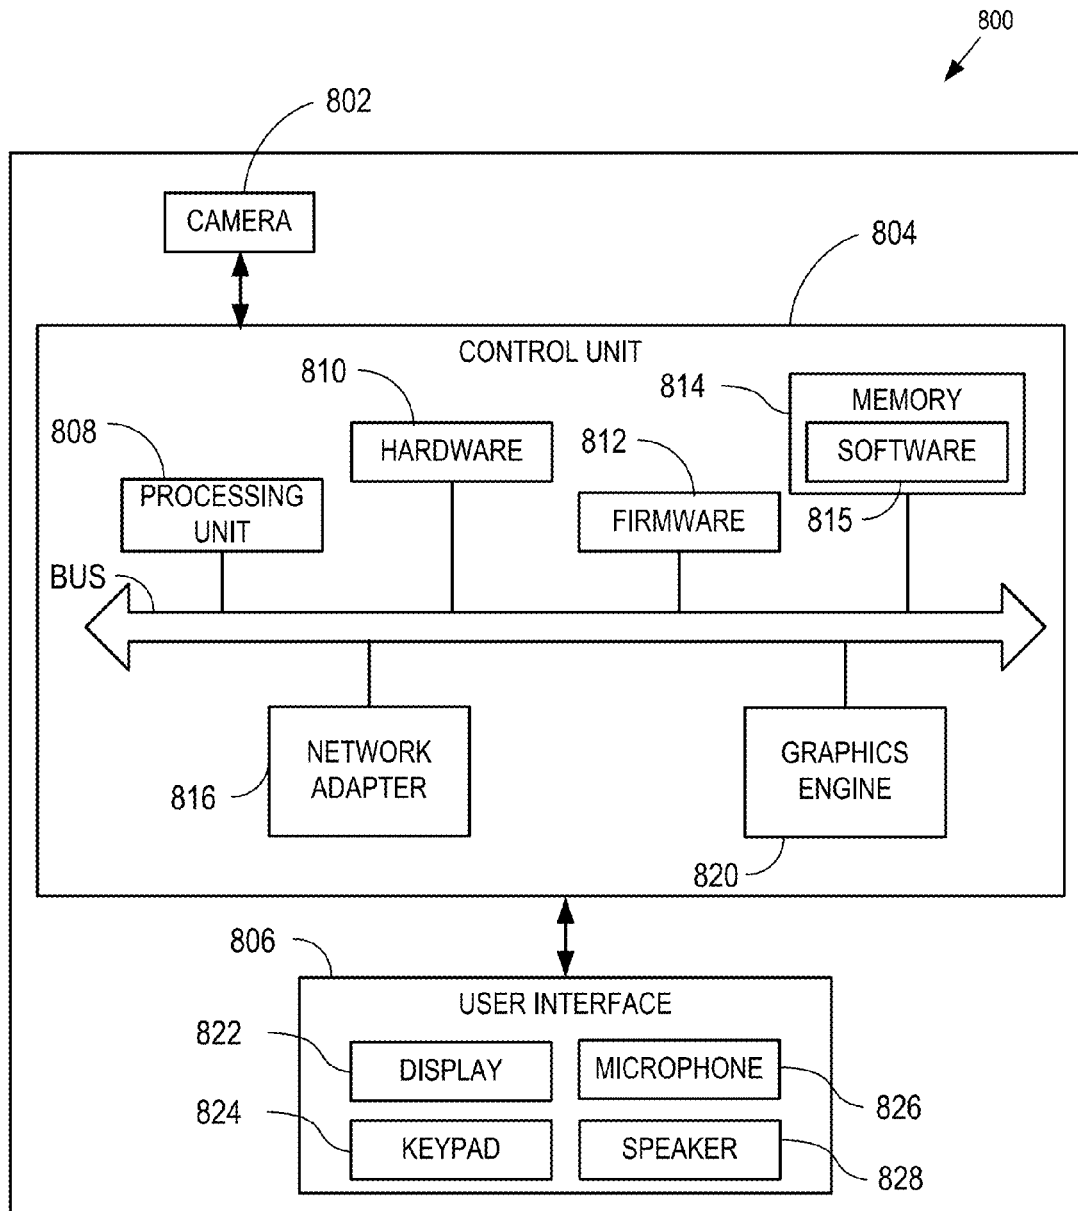 800
802
CAMERA
804
CONTROL UNIT
810
814
MEMORY
808
HARDWARE
812
SOFTWARE
PROCESSING
UNIT
FIRMWARE
815
BUS
NETWORK
ADAPTER
816
GRAPHICS
ENGINE
820
806
USER INTERFACE
822
DISPLAY
MICROPHONE
826
824
KEYPAD
SPEAKER
828